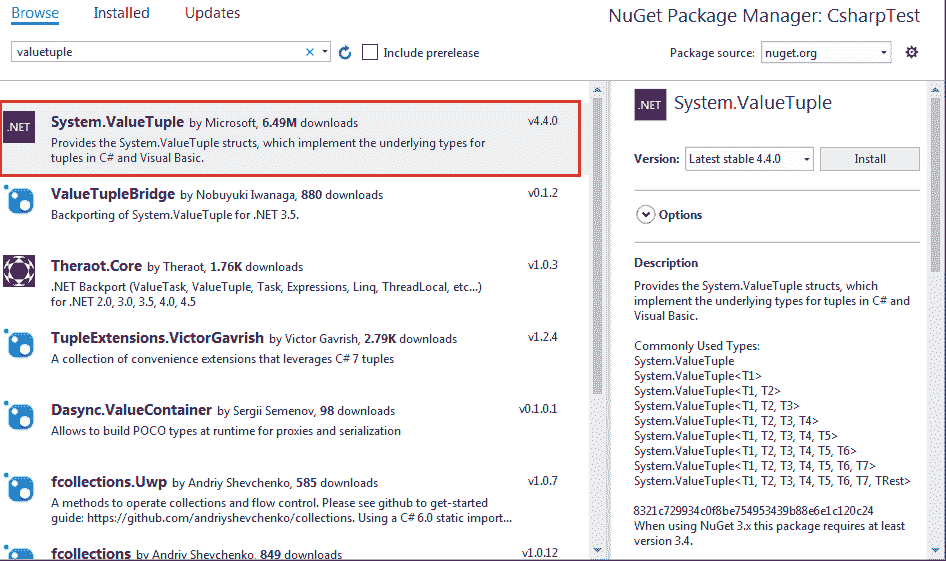 Browse Installed Updates
NuGet Package Manager: CsharpTest
valuetuple
Include prerelease
Package source: nuget.org
.NET
System.ValueTuple by Microsoft, 6.49M downloads v4.4.0
Provides the System.ValueTuple structs, which implement the underlying types for
tuples in C# and Visual Basic.
ValueTupleBridge by Nobuyuki Iwanaga, 880 downloads v0.1.2
Backporting of System.ValueTuple for .NET 3.5.
Theraot.Core by Theraot, 1.76K downloads v1.0.3
.NET Backport (ValueTask, ValueTuple, Task, Expressions, Linq, ThreadLocal, etc...)
for .NET 2.0, 3.0, 3.5, 4.0, 4.5
TupleExtensions.VictorGavrish by Victor Gavrish, 2.79K downloads v1.2.4
A collection of convenience extensions that leverages C# 7 tuples
Dasync.ValueContainer by Sergii Semenov, 98 downloads v0.1.0.1
Allows to build POCO types at runtime for proxies and serialization
fcollections.Uwp by Andriy Shevchenko, 585 downloads v1.0.7
A methods to operate collections and flow control. Please see github to get-started
guide: https://github.com/andriyshevchenko/collections. Using a C# 6.0 static import...
fcollections by Andriy Shevchenko, 849 downloads v1.0.12
.NET
System.ValueTuple
Version: Latest stable 4.4.0 Install
Options
Description
Provides the System.ValueTuple structs, which
implement the underlying types for tuples in C# and
Visual Basic.
Commonly Used Types:
System.ValueTuple
System.ValueTuple<T1>
System.ValueTuple<T1, T2>
System.ValueTuple<T1, T2, T3>
System.ValueTuple<T1, T2, T3, T4>
System.ValueTuple<T1, T2, T3, T4, T5>
System.ValueTuple<T1, T2, T3, T4, T5, T6>
System.ValueTuple<T1, T2, T3, T4, T5, T6, T7>
System.ValueTuple<T1, T2, T3, T4, T5, T6, T7, TRest>
8321c729934c0f8be754953439b88e6e1c120c24
When using NuGet 3.x this package requires at least
version 3.4.